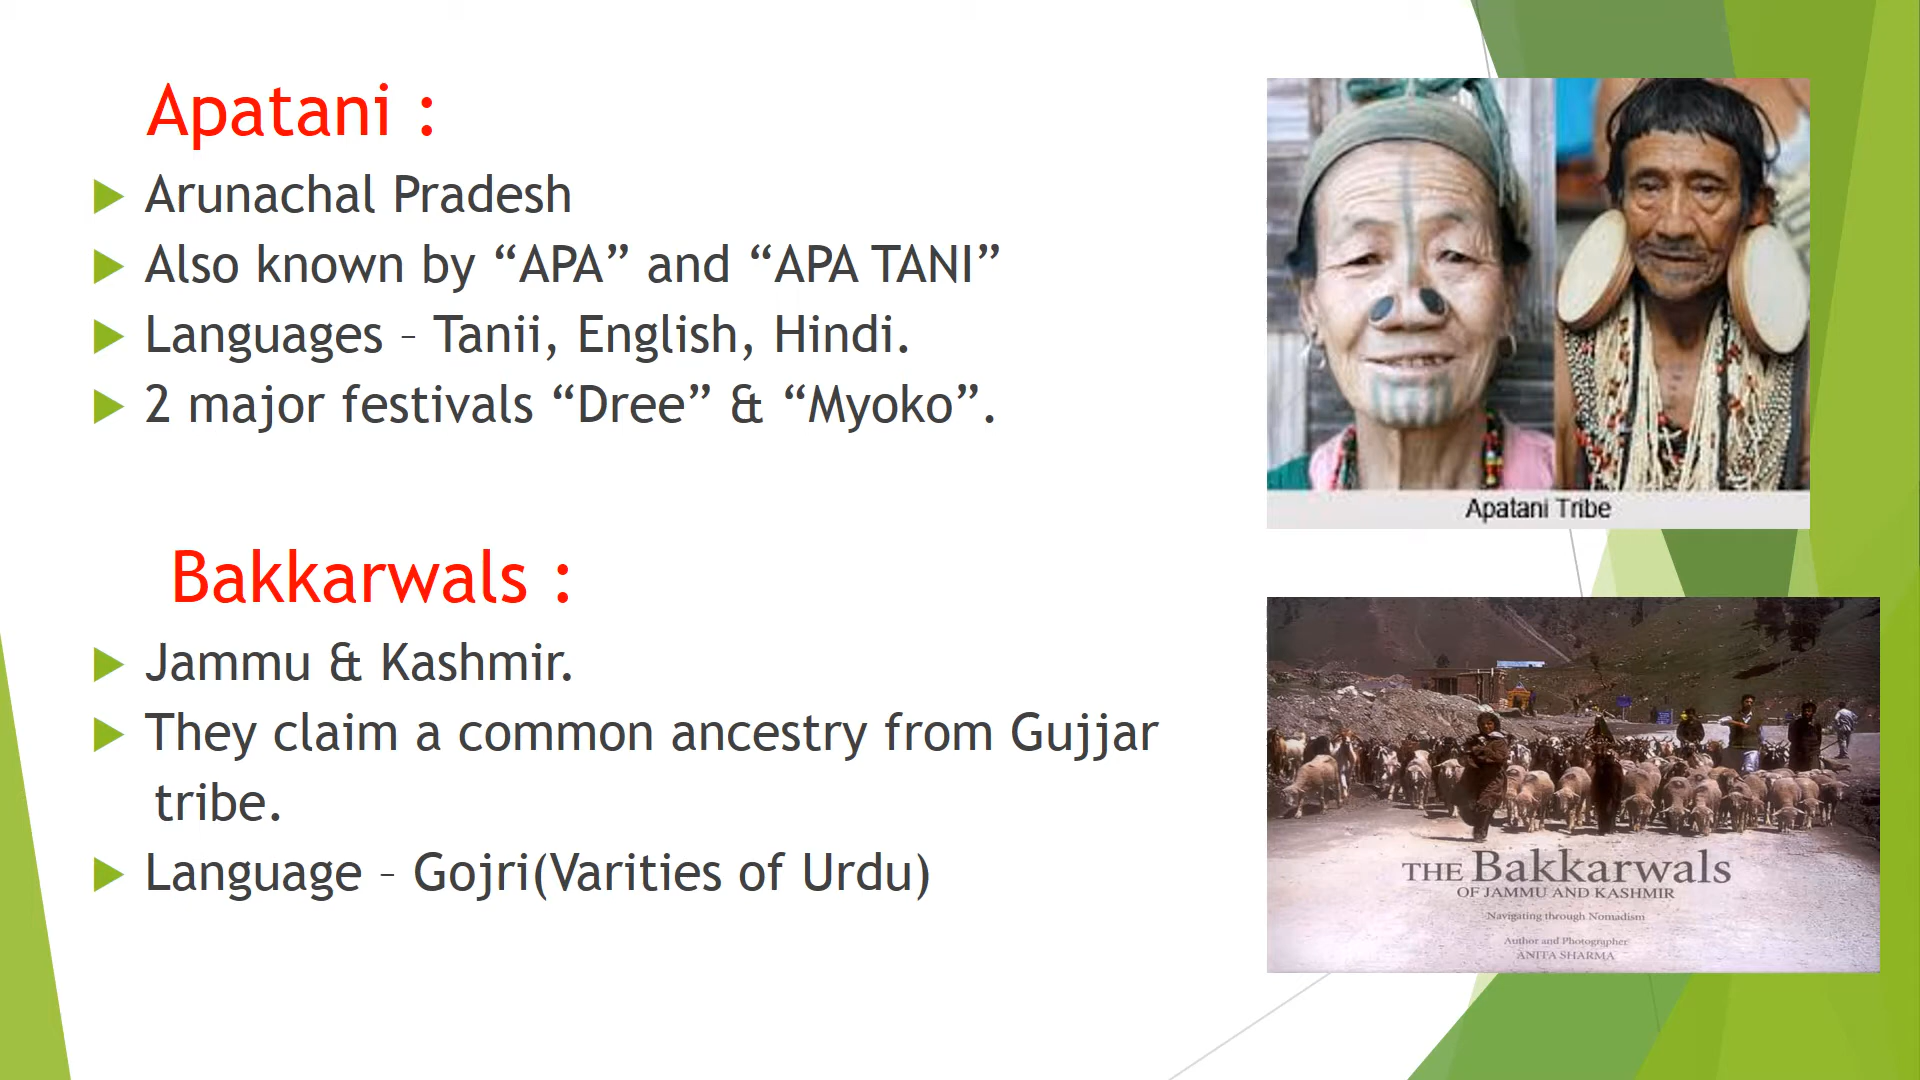 Apatani :
Arunachal Pradesh
Also known by “APA” and “APA TANI”
Languages – Tanii, English, Hindi.
2 major festivals “Dree” & “Myoko”.
Apatani Tribe
Bakkarwals :
Jammu & Kashmir.
They claim a common ancestry from Gujjar
tribe.
Language – Gojri(Varities of Urdu)
THE Bakkarwals
OF JAMMU AND KASHMIR
Navigating through Nomadism
Author and Photographer
ANITA SHARMA